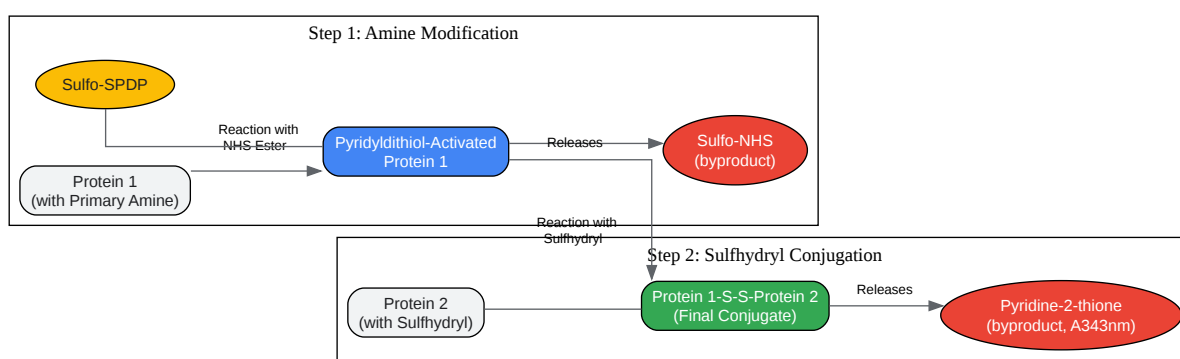 Step 1: Amine Modification
Sulfo-SPDP
Reaction with
NHS Ester
Pyridyldithiol-Activated
Protein 1
Releases
Sulfo-NHS
(byproduct)
Protein 1
(with Primary Amine)
Reaction with
Sulfhydryl
Step 2: Sulfhydryl Conjugation
Protein 2
(with Sulfhydryl)
Protein 1-S-S-Protein 2
(Final Conjugate)
Releases
Pyridine-2-thione
(byproduct, A343nm)